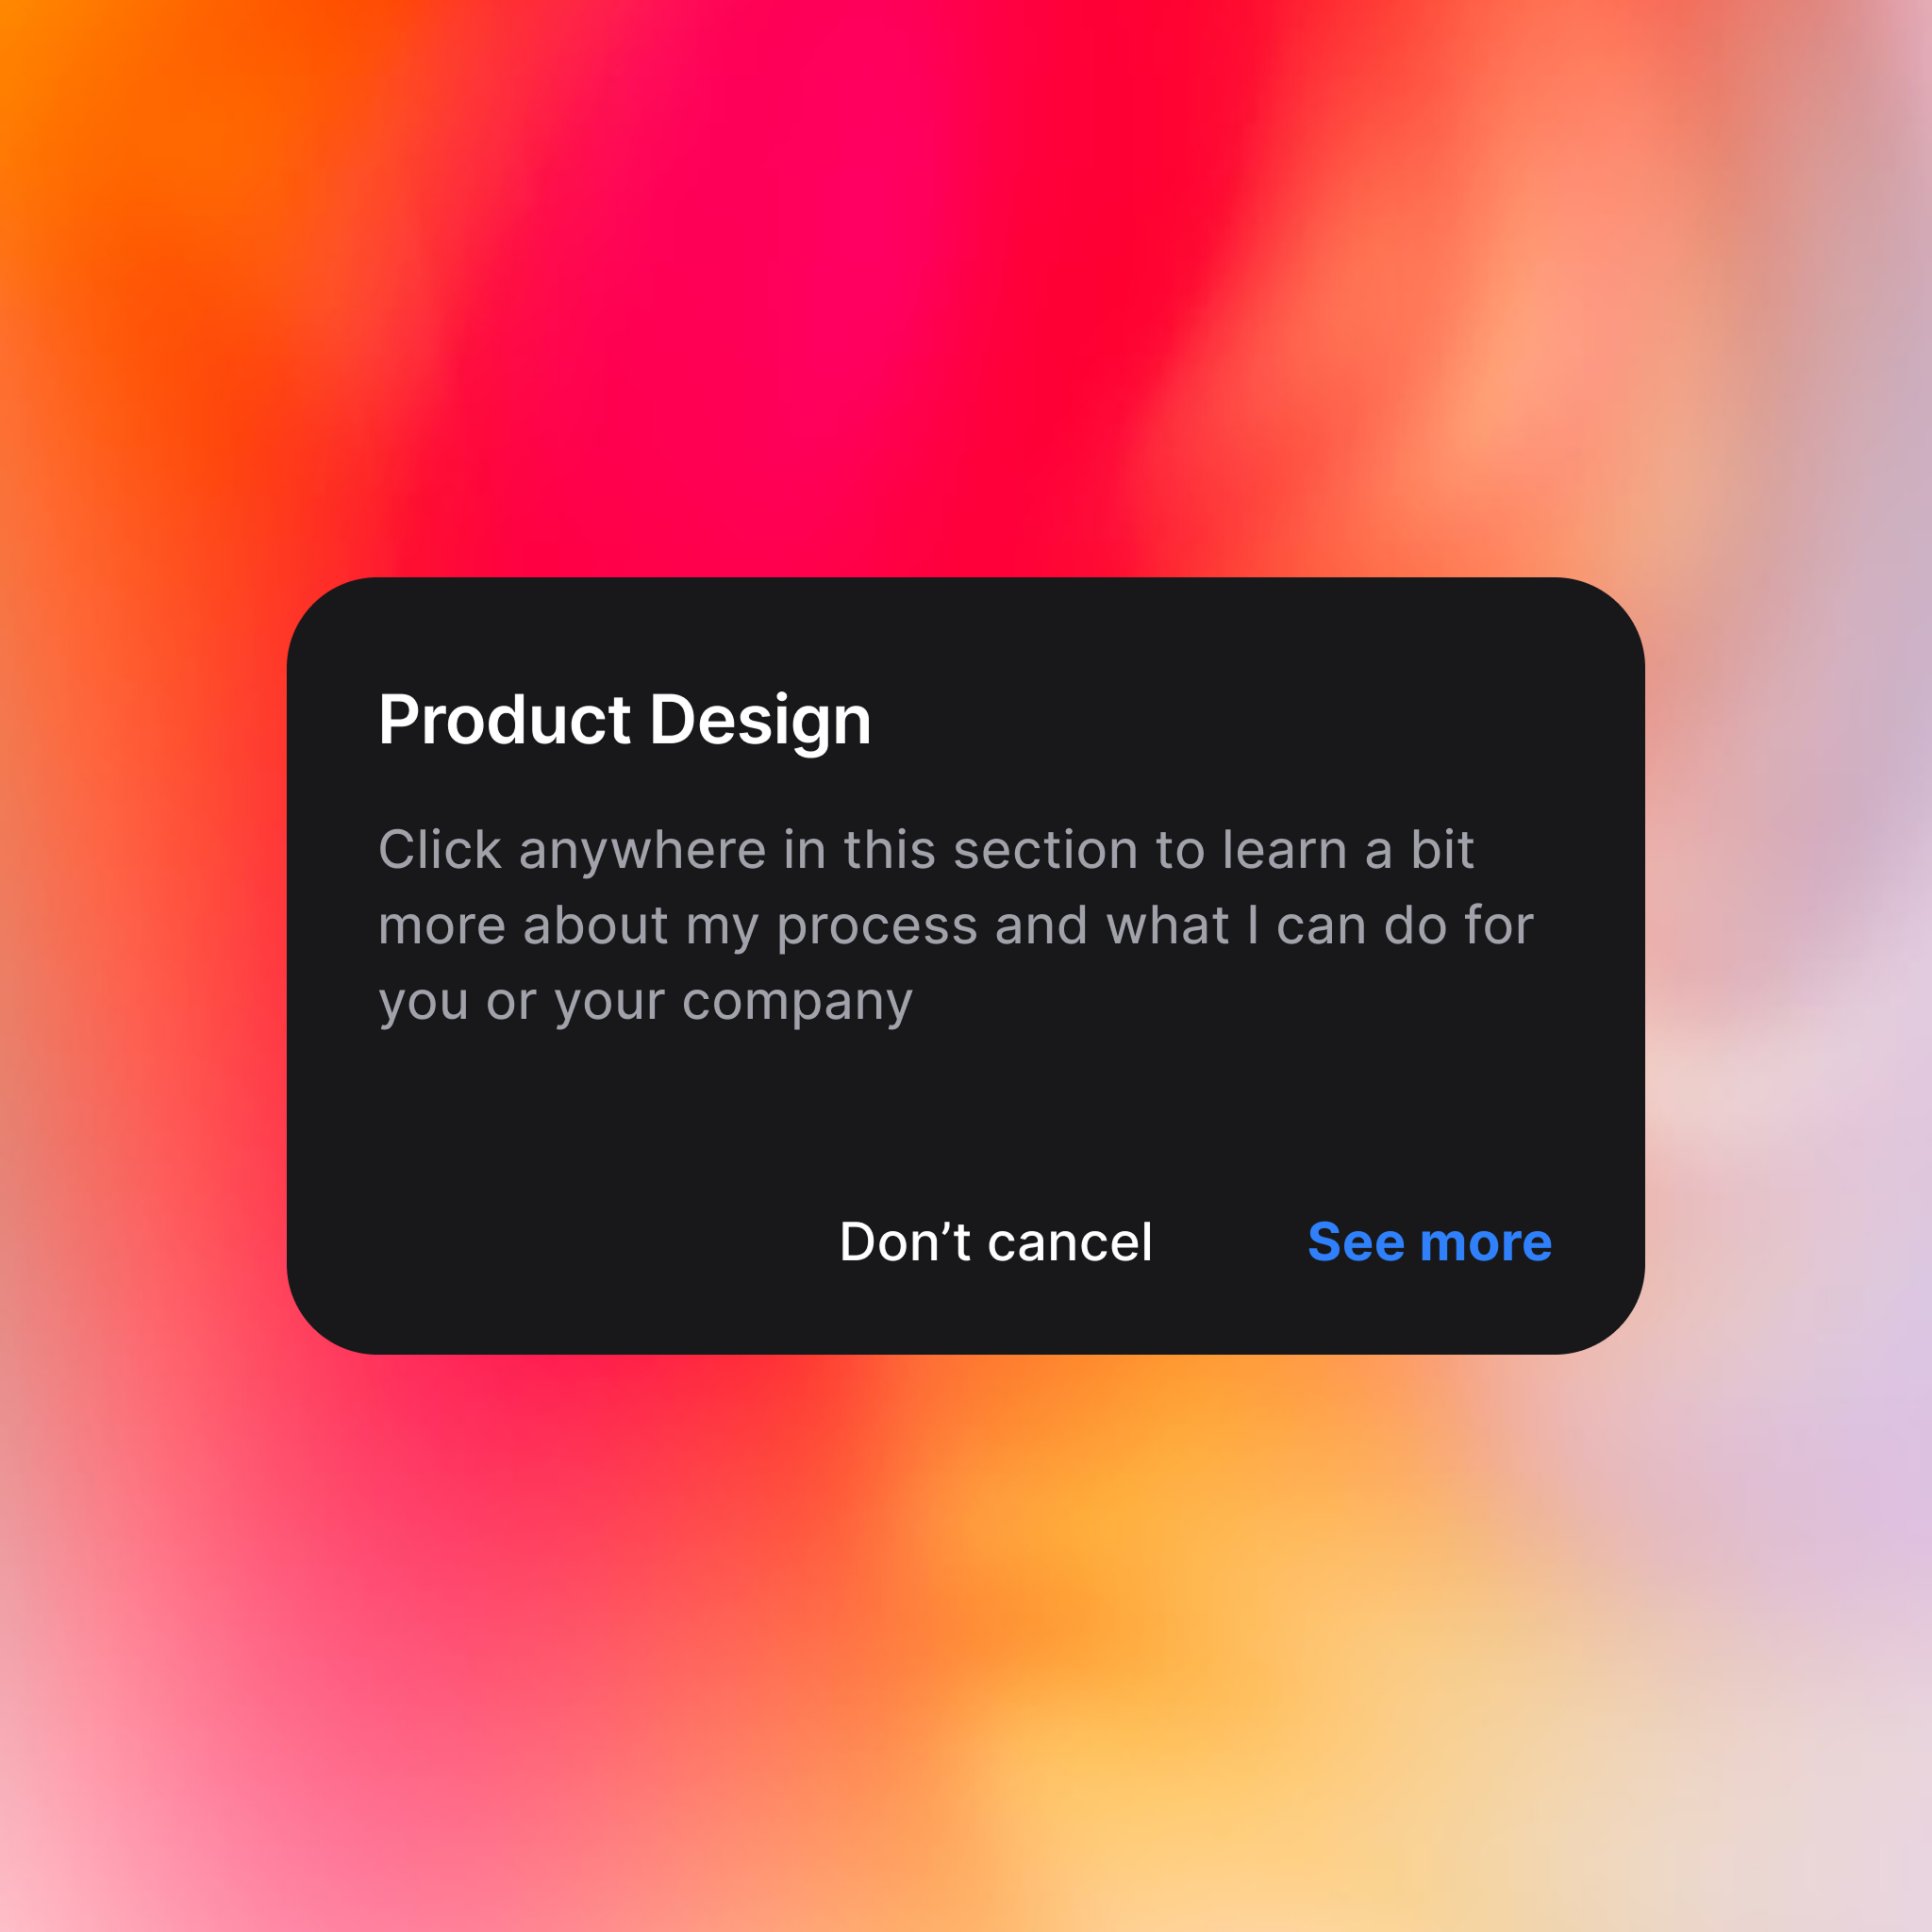 Product Design
Click anywhere in this section to learn a bit
more about my process and what I can do for
you or your company
Don’t cancel
See more